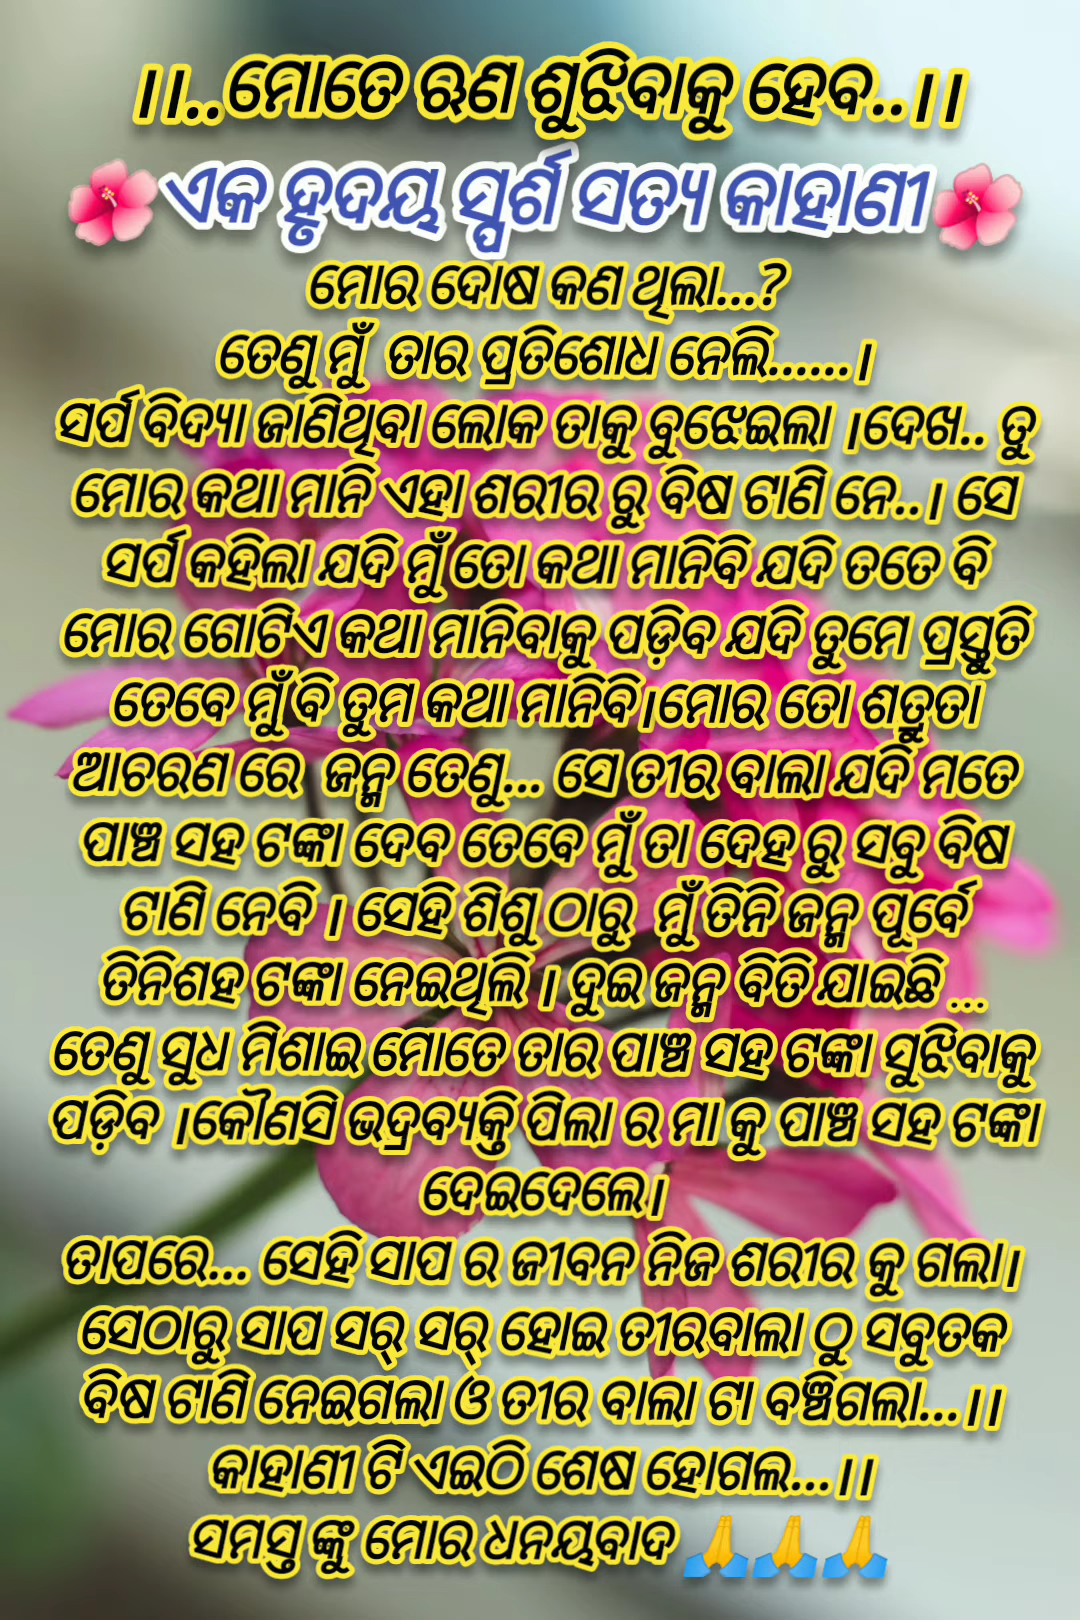 ।।..ମୋତେ ଋଣ ଶୁଝିବାକୁ ହେବ..।।
🌺ଏକ ହୃଦୟ ସ୍ପର୍ଶ ସତ୍ୟ କାହାଣୀ🌺
ମୋର ଦୋଷ କଣ ଥିଲା...?
ତେଣୁ ମୁଁ ତାର ପ୍ରତିଶୋଧ ନେଲି......।
ସର୍ପ ବିଦ୍ୟା ଜାଣିଥିବା ଲୋକ ତାକୁ ବୁଝେଇଲା ।ଦେଖ.. ତୁ
ମୋର କଥା ମାନି ଏହା ଶରୀର ରୁ ବିଷ ଟାଣି ନେ..। ସେ
ସର୍ପ କହିଲା ଯଦି ମୁଁ ତୋ କଥା ମାନିବି ଯଦି ତତେ ବି
ମୋର ଗୋଟିଏ କଥା ମାନିବାକୁ ପଡ଼ିବ ଯଦି ତୁମେ ପ୍ରସ୍ତୁତି
ତେବେ ମୁଁ ବି ତୁମ କଥା ମାନିବି।ମୋର ତୋ ଶତ୍ରୁତା
ଆଚରଣ ରେ ଜନ୍ମ ତେଣୁ... ସେ ତୀର ବାଲା ଯଦି ମତେ
ପାଞ୍ଚ ସହ ଟଙ୍କା ଦେବ ତେବେ ମୁଁ ତା ଦେହ ରୁ ସବୁ ବିଷ
ଟାଣି ନେବି । ସେହି ଶିଶୁ ଠାରୁ ମୁଁ ତିନି ଜନ୍ମ ପୂର୍ବେ
ତିନିଶହ ଟଙ୍କା ନେଇଥିଲି । ଦୁଇ ଜନ୍ମ ବିତି ଯାଇଛି ...
ତେଣୁ ସୁଧ ମିଶାଇ ମୋତେ ତାର ପାଞ୍ଚ ସହ ଟଙ୍କା ସୁଝିବାକୁ
ପଡ଼ିବ ।କୌଣସି ଭଦ୍ରବ୍ୟକ୍ତି ପିଲା ର ମା କୁ ପାଞ୍ଚ ସହ ଟଙ୍କା
ଦେଇଦେଲେ।
ତାପରେ... ସେହି ସାପ ର ଜୀବନ ନିଜ ଶରୀର କୁ ଗଲା।
ସେଠାରୁ ସାପ ସର୍ ସର୍ ହୋଇ ତୀରବାଲା ଠୁ ସବୁତକ
ବିଷ ଟାଣି ନେଇଗଲା ଓ ତୀର ବାଲା ଟା ବଞ୍ଚିଗଲା...।।
କାହାଣୀ ଟି ଏଇଠି ଶେଷ ହୋଗଲ...।।
ସମସ୍ତ ଙ୍କୁ ମୋର ଧନୟବାଦ 🙏🙏🙏